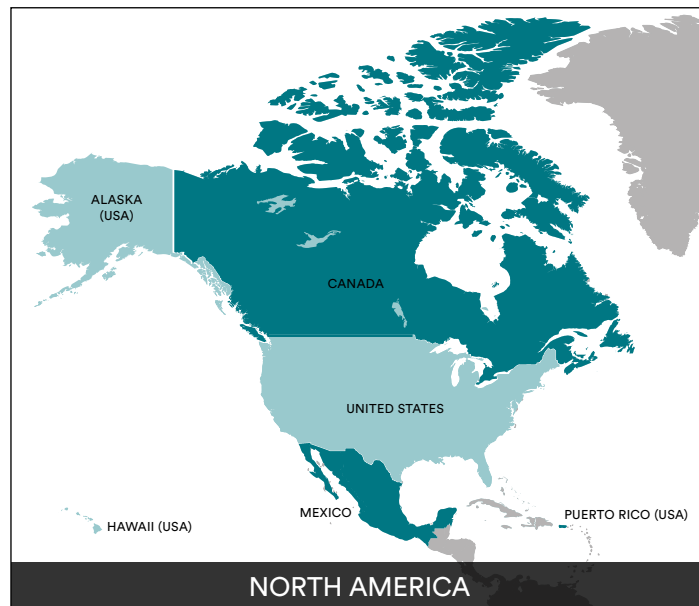 ALASKA
(USA)
CANADA
UNITED STATES
MEXICO
PUERTO RICO (USA)
HAWAII (USA)
NORTH AMERICA